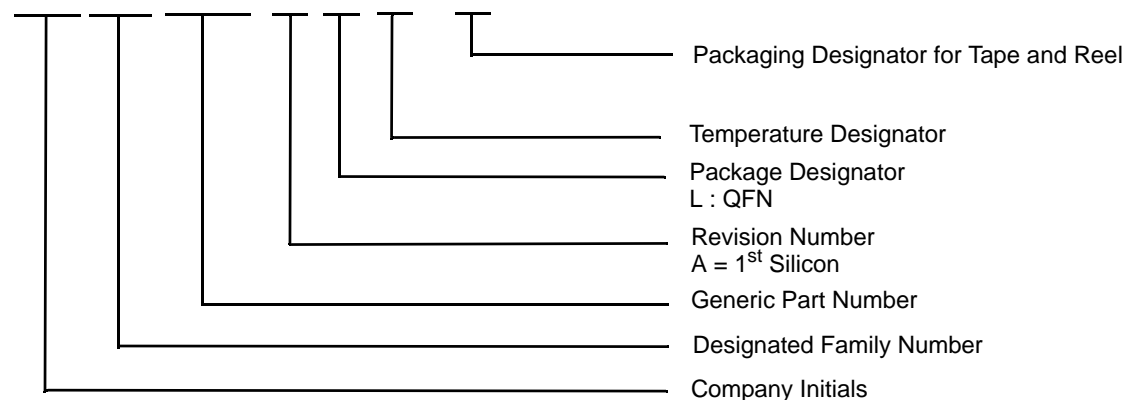 Packaging Designator for Tape and Reel
Temperature Designator
Package Designator
L : QFN
Revision Number
A = 1st Silicon
Generic Part Number
Designated Family Number
Company Initials